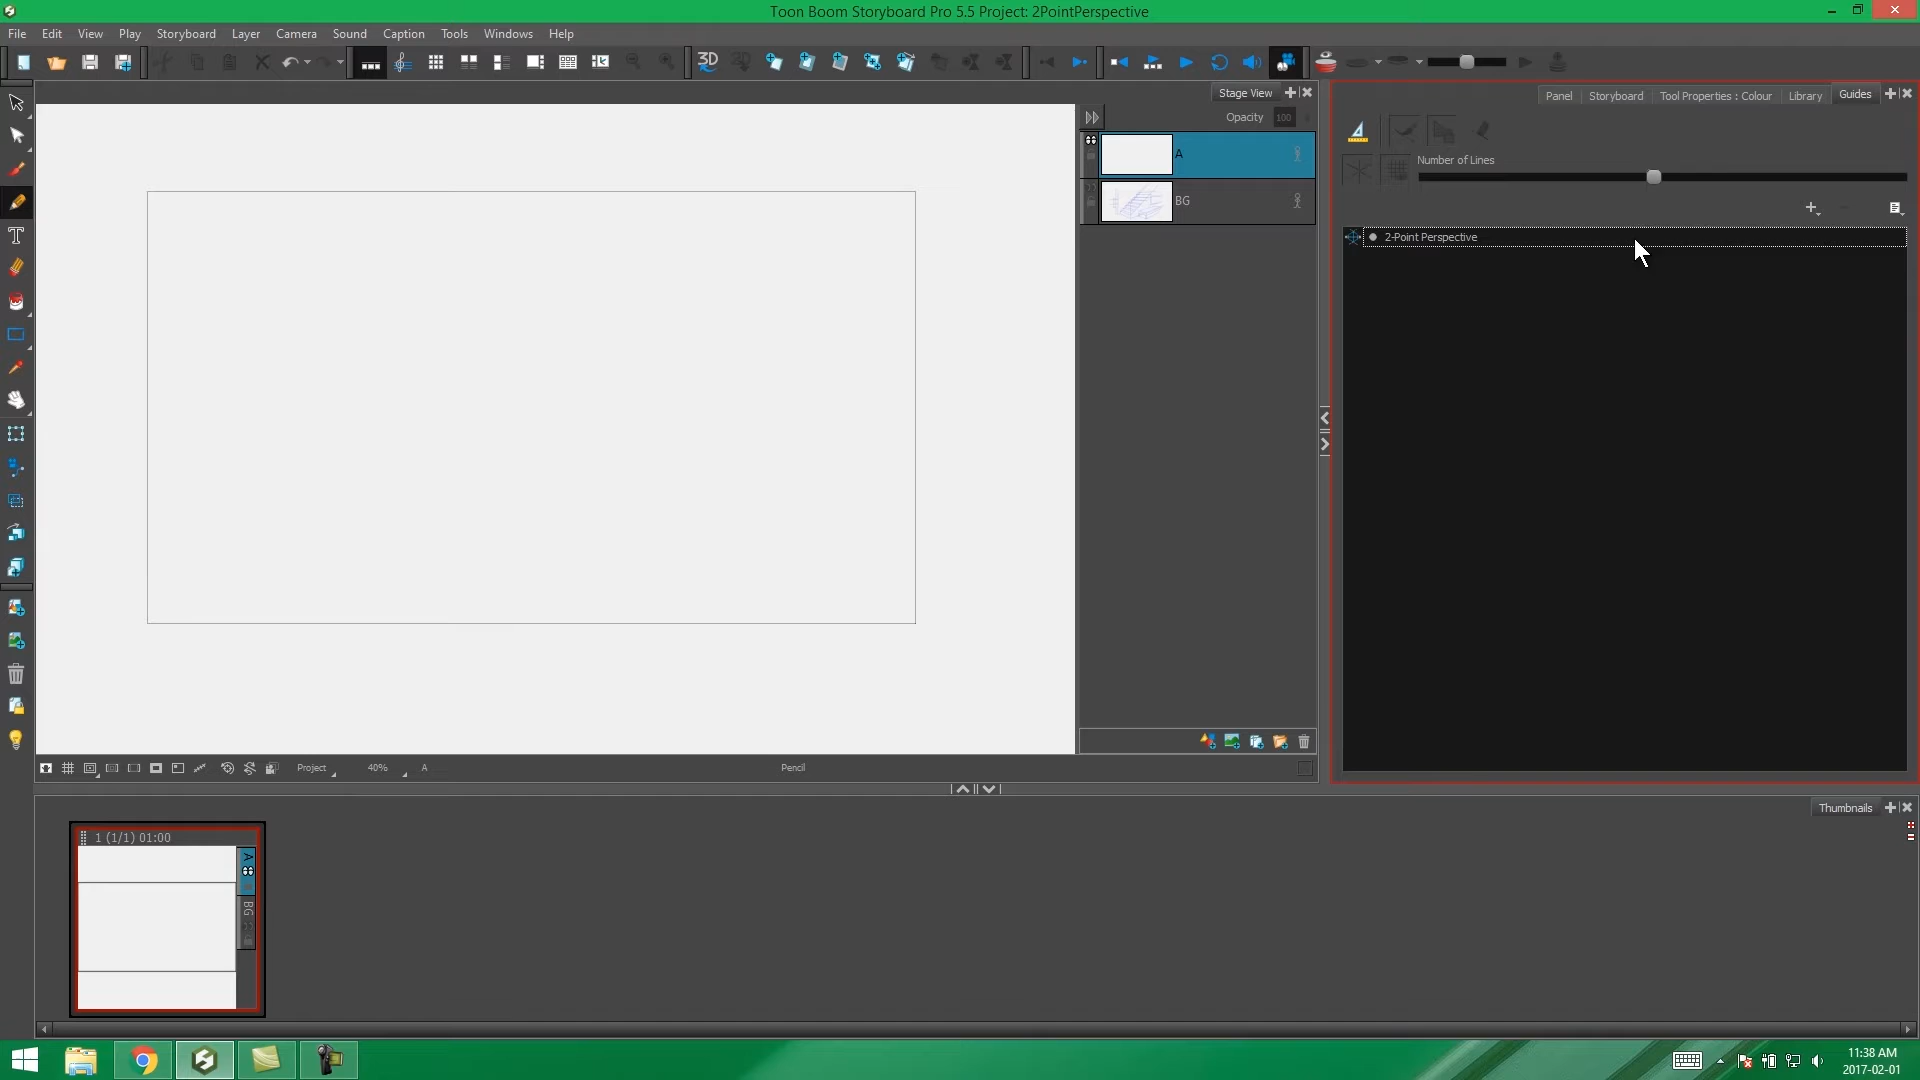 Toon Boom Storyboard Pro 5.5 Project: 2PointPerspective
File Edit View Play Storyboard Layer Camera Sound Caption Tools Windows Help
3D
Stage View
Panel Storyboard Tool Properties : Colour Library Guides
Opacity 100
A
BG
Number of Lines
2-Point Perspective
Project 40% A Pencil
Thumbnails
1 (1/1) 01:00
A
BG
11:38 AM
2017-02-01